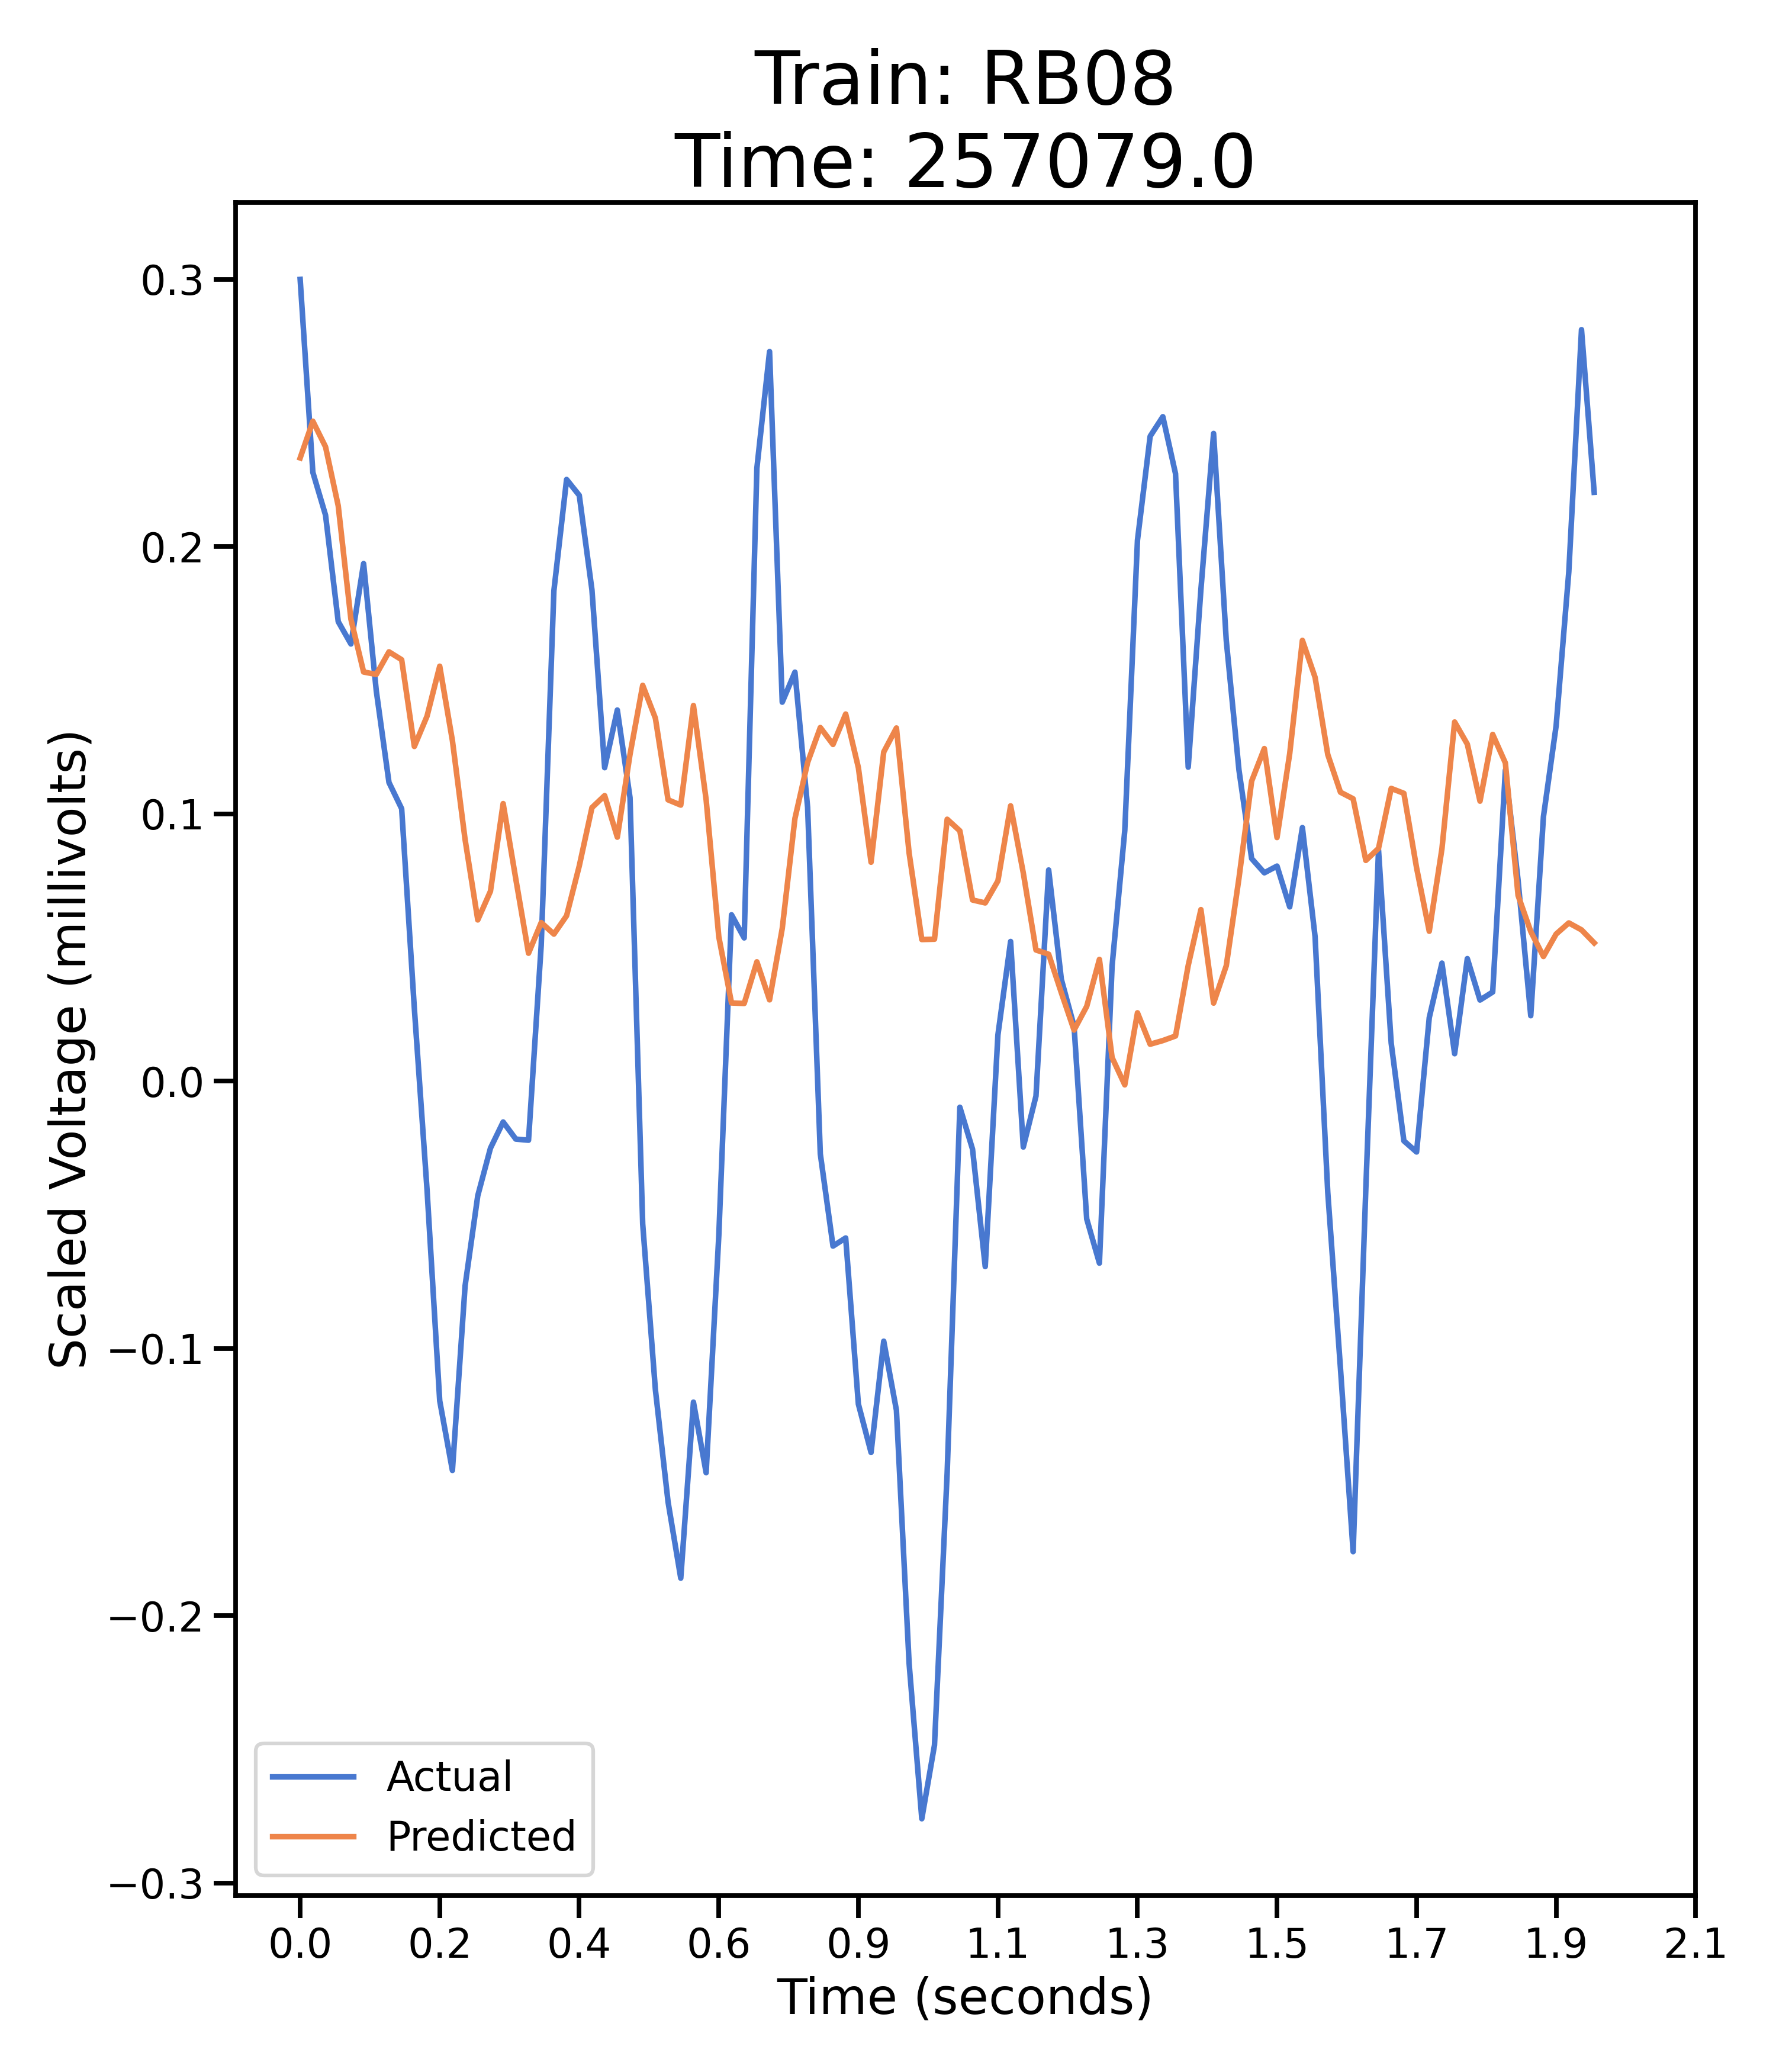 Train: RB08
Time: 257079.0
Scaled Voltage (millivolts)
0.3
0.2
0.1
0.0
−0.1
−0.2
−0.3
Actual
Predicted
0.0 0.2 0.4 0.6 0.9 1.1 1.3 1.5 1.7 1.9 2.1
Time (seconds)